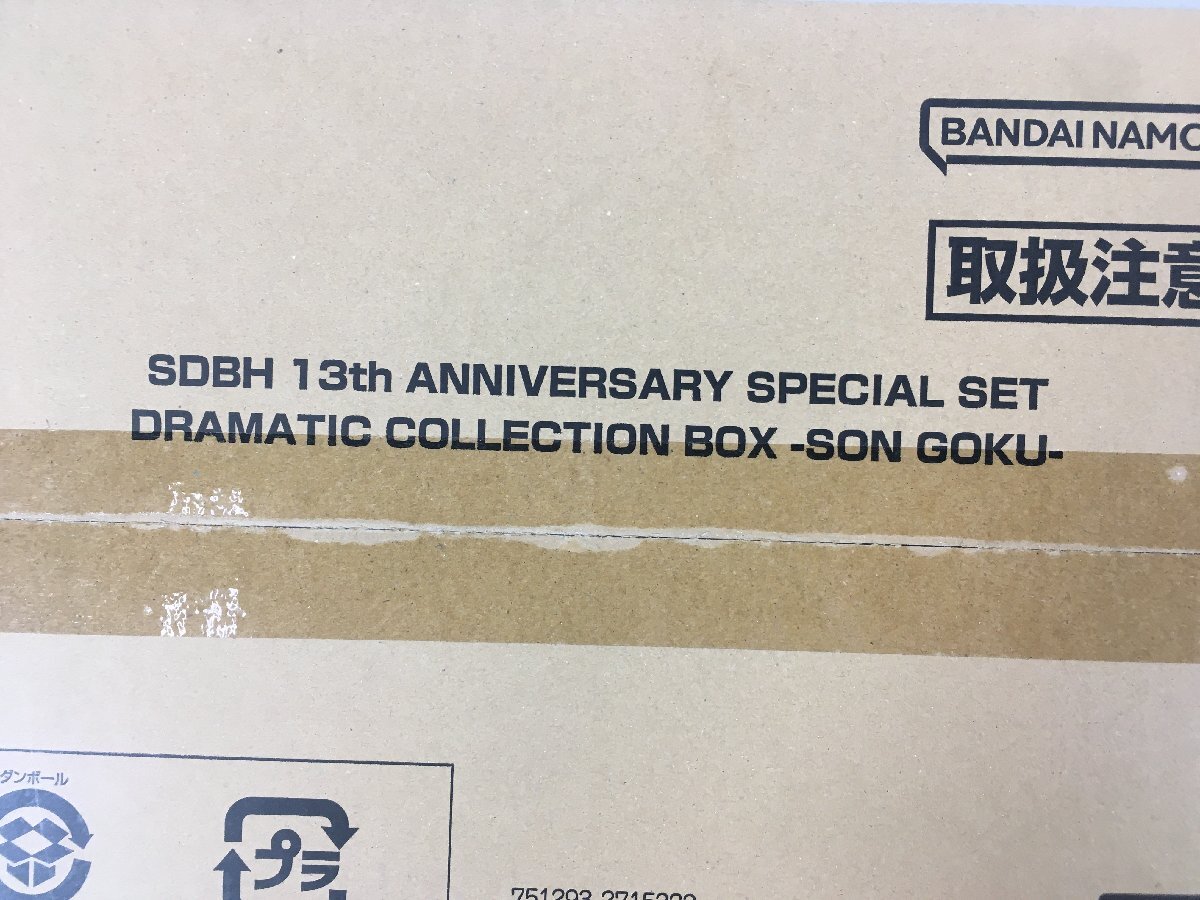 BANDAI NAMC
取扱注意
SDBH 13th ANNIVERSARY SPECIAL SET
DRAMATIC COLLECTION BOX -SON GOKU-
ダンボール
プラ